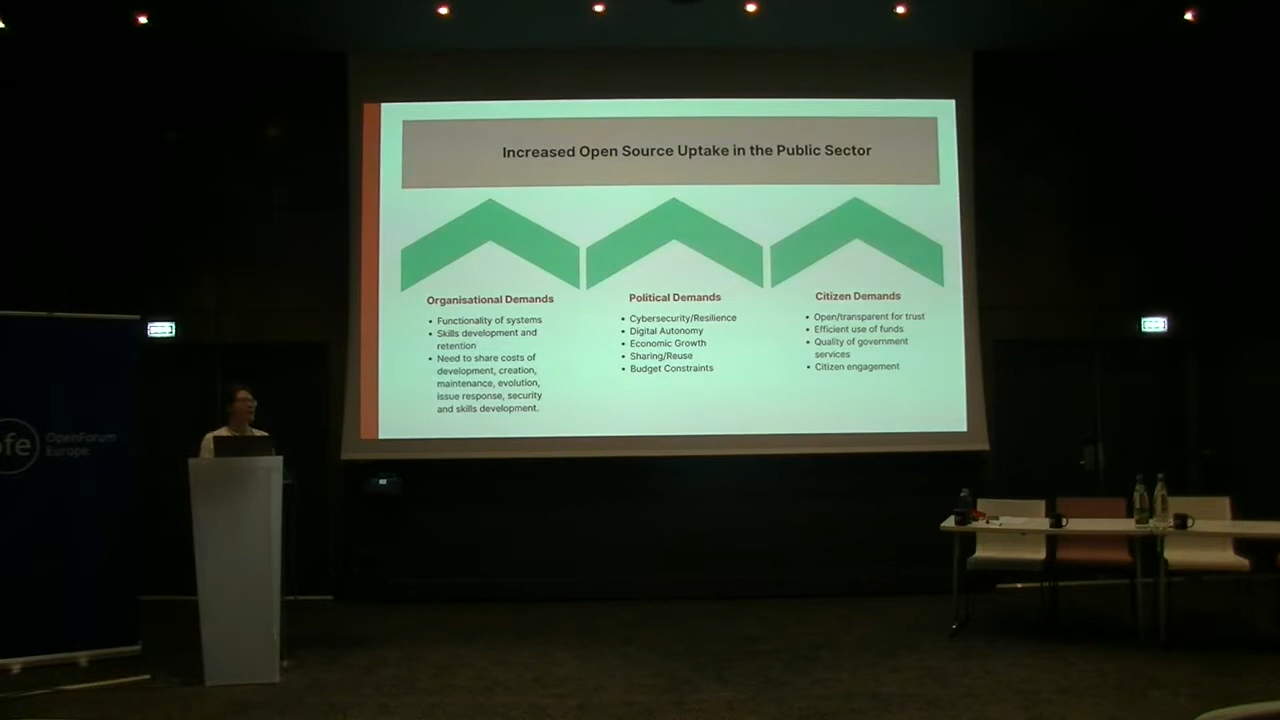 Increased Open Source Uptake in the Public Sector
Organisational Demands
• Functionality of systems
• Skills development and
retention
• Need to share costs of
development, creation,
maintenance, evolution,
issue response, security
and skills development.
Political Demands
• Cybersecurity/Resilience
• Digital Autonomy
• Economic Growth
• Sharing/Reuse
• Budget Constraints
Citizen Demands
• Open/transparent for trust
• Efficient use of funds
• Quality of government
services
• Citizen engagement
ofe
OpenForum
Europe